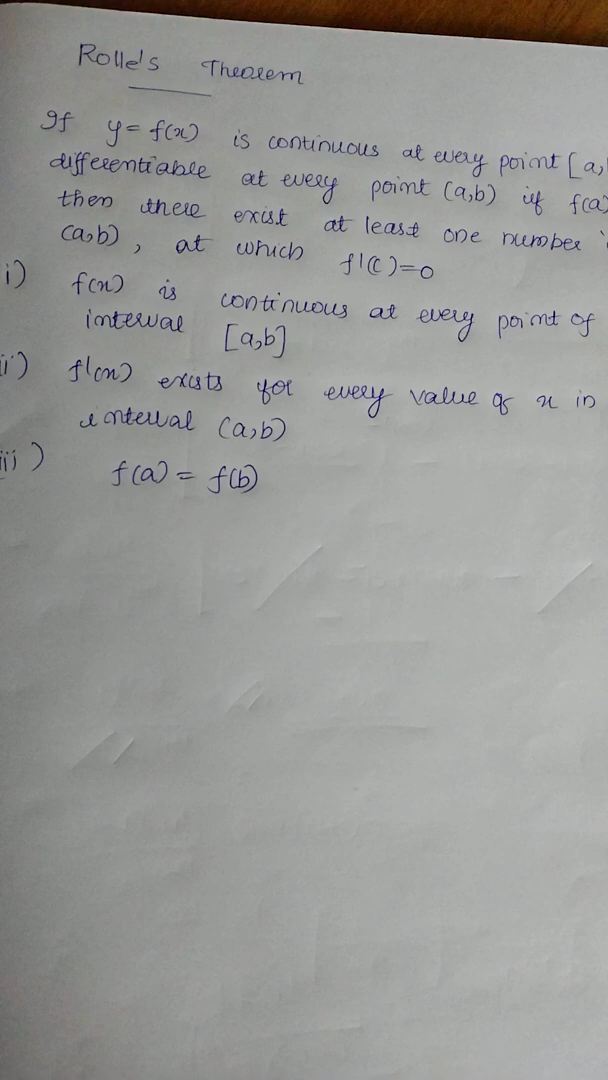 Rolle's Theorem
If y = f(x) is continuous at every point [a,
differentiable at every point (a,b) if f(a)
then there exist at least one number
(a,b), at which f'(c)=0
i) f(x) is continuous at every point of
interval [a,b]
ii) f'(x) exists for every value of x in
interval (a,b)
iii) f(a) = f(b)